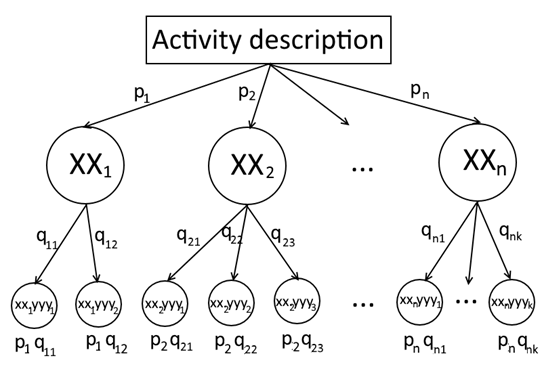 Activity description
p₁ p₂ pₙ
XX₁ XX₂ ... XXₙ
q₁₁ q₁₂ q₂₁ q₂₂ q₂₃ qₙ₁ qₙₖ
xx₁yyy₁ xx₁yyy₂ xx₂yyy₁ xx₂yyy₂ xx₂yyy₃ ... xxₙyyy₁ ... xxₙyyyₖ
p₁ q₁₁ p₁ q₁₂ p₂ q₂₁ p₂ q₂₂ p₂ q₂₃ pₙ qₙ₁ pₙ qₙₖ